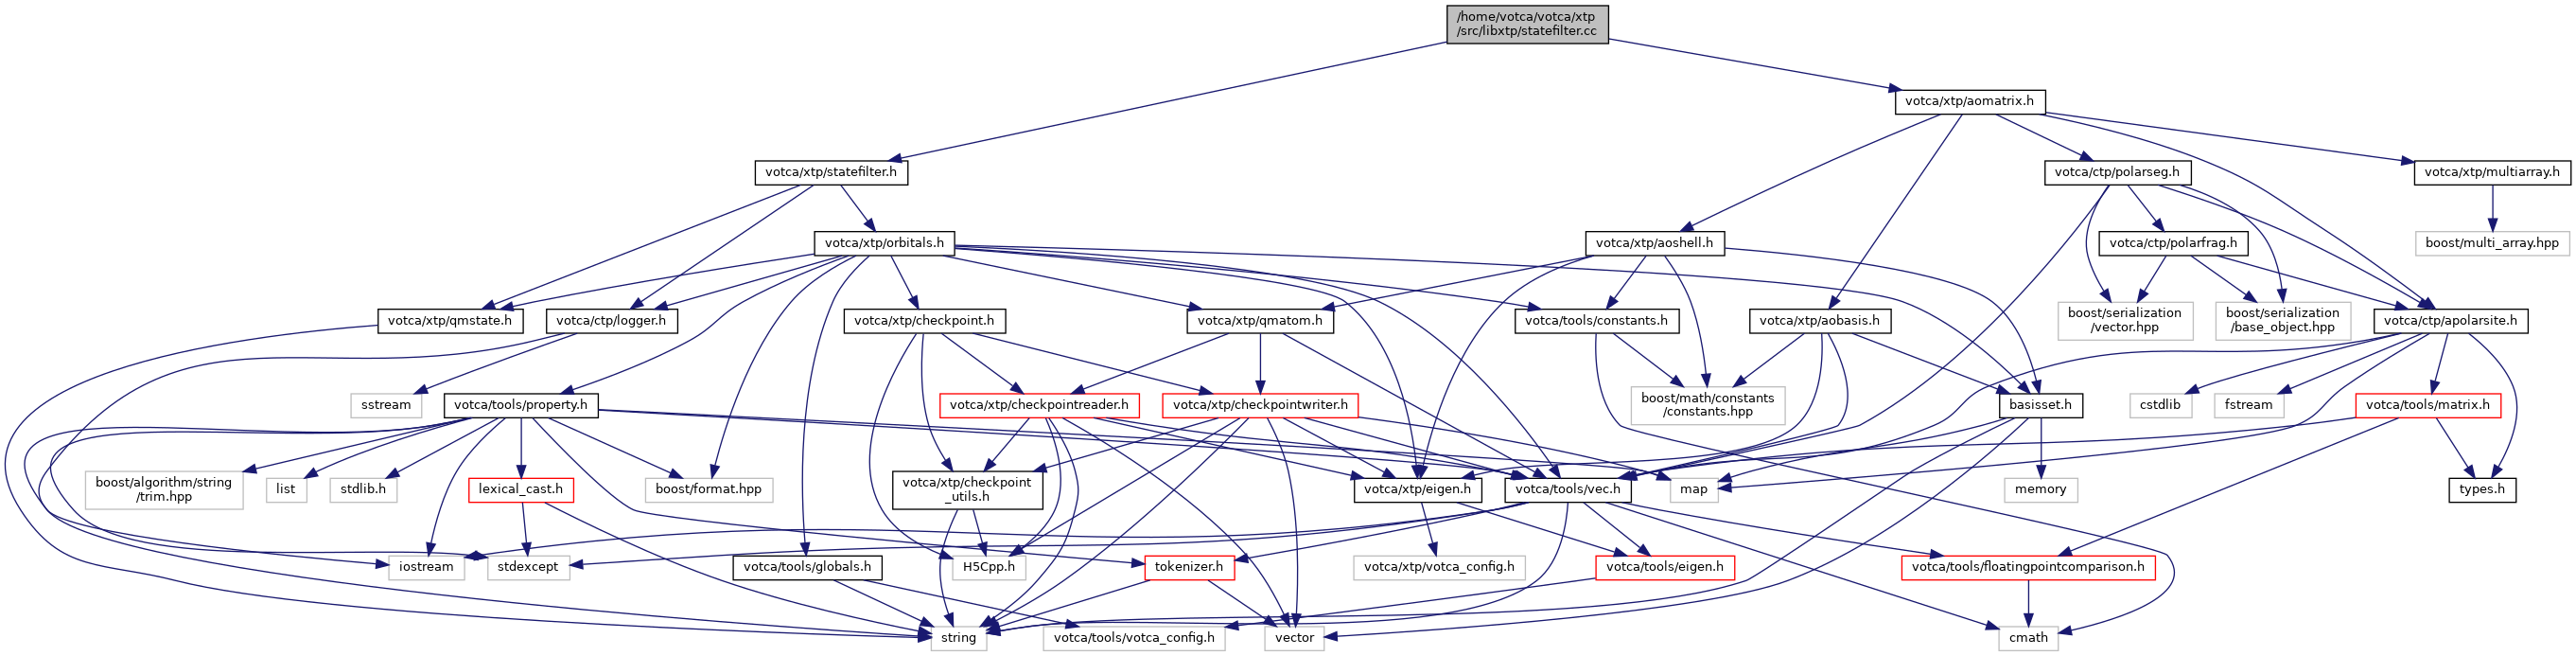 /home/votca/votca/xtp
/src/libxtp/statefilter.cc
votca/xtp/aomatrix.h
votca/xtp/statefilter.h
votca/ctp/polarseg.h
votca/xtp/multiarray.h
votca/xtp/orbitals.h
votca/xtp/aoshell.h
votca/ctp/polarfrag.h
boost/multi_array.hpp
votca/xtp/qmstate.h
votca/ctp/logger.h
votca/xtp/checkpoint.h
votca/xtp/qmatom.h
votca/tools/constants.h
votca/xtp/aobasis.h
boost/serialization
/vector.hpp
boost/serialization
/base_object.hpp
votca/ctp/apolarsite.h
sstream
votca/tools/property.h
votca/xtp/checkpointreader.h
votca/xtp/checkpointwriter.h
boost/math/constants
/constants.hpp
basisset.h
cstdlib
fstream
votca/tools/matrix.h
boost/algorithm/string
/trim.hpp
list
stdlib.h
lexical_cast.h
boost/format.hpp
votca/xtp/checkpoint
_utils.h
votca/xtp/eigen.h
votca/tools/vec.h
map
memory
types.h
iostream
stdexcept
votca/tools/globals.h
H5Cpp.h
tokenizer.h
votca/xtp/votca_config.h
votca/tools/eigen.h
votca/tools/floatingpointcomparison.h
string
votca/tools/votca_config.h
vector
cmath